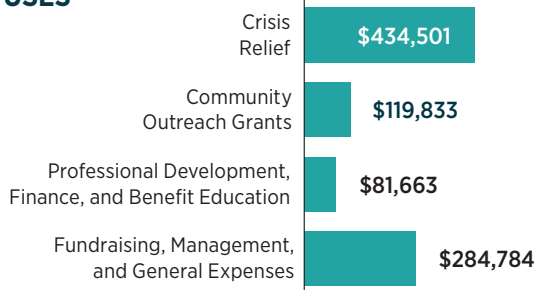 USES
Crisis
Relief
$434,501
Community
Outreach Grants
$119,833
Professional Development,
Finance, and Benefit Education
$81,663
Fundraising, Management,
and General Expenses
$284,784